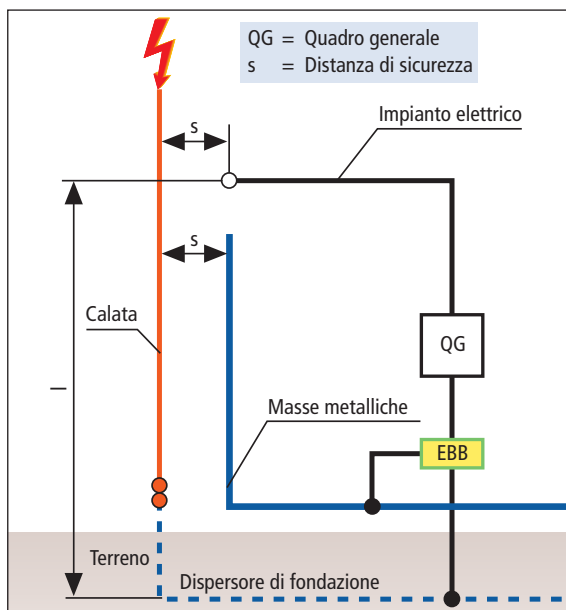 QG = Quadro generale
s = Distanza di sicurezza
s
Impianto elettrico
s
Calata
QG
l
Masse metalliche
EBB
Terreno
Dispersore di fondazione